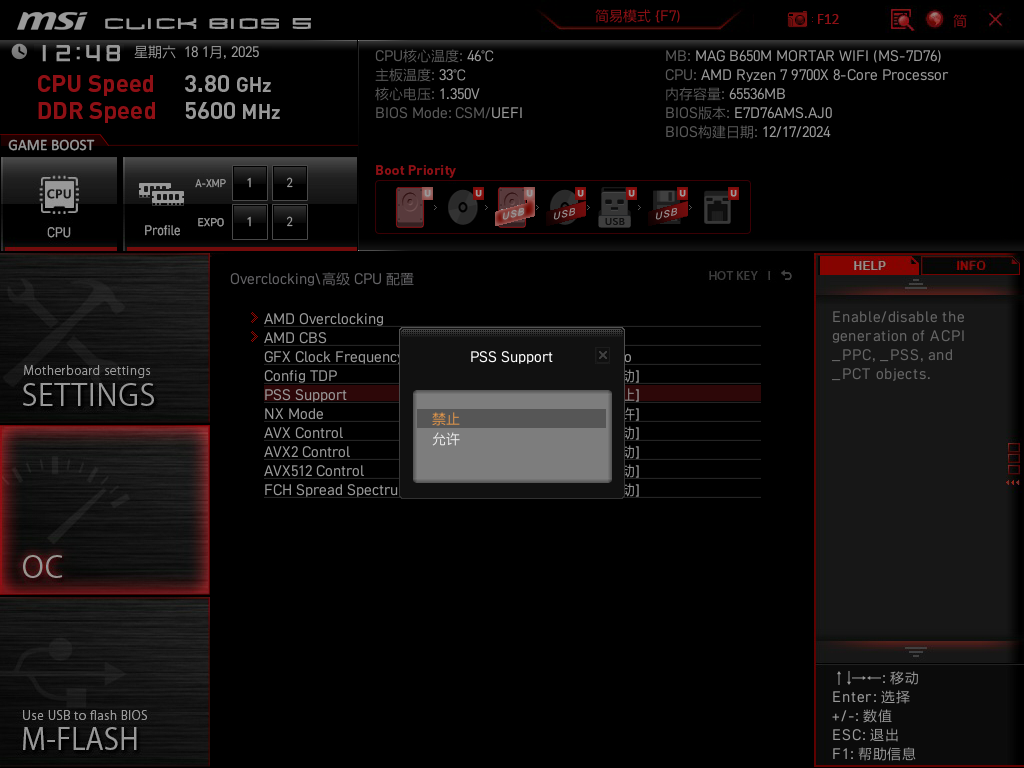 msi CLICK BIOS 5
简易模式 (F7)
F12
简
12:48 星期六 18 1月, 2025
CPU Speed 3.80 GHz
DDR Speed 5600 MHz
CPU核心温度: 46°C
主板温度: 33°C
核心电压: 1.350V
BIOS Mode: CSM/UEFI
MB: MAG B650M MORTAR WIFI (MS-7D76)
CPU: AMD Ryzen 7 9700X 8-Core Processor
内存容量: 65536MB
BIOS版本: E7D76AMS.AJ0
BIOS构建日期: 12/17/2024
GAME BOOST
CPU
CPU
Profile
A-XMP 1 2
EXPO 1 2
Boot Priority
U U U U U U U
USB USB USB USB
Motherboard settings
SETTINGS
OC
Use USB to flash BIOS
M-FLASH
Overclocking\高级 CPU 配置
HOT KEY
AMD Overclocking
AMD CBS
GFX Clock Frequency
Config TDP 动]
PSS Support 止]
NX Mode 许]
AVX Control 动]
AVX2 Control 动]
AVX512 Control 动]
FCH Spread Spectru 动]
PSS Support
禁止
允许
HELP
INFO
Enable/disable the
generation of ACPI
_PPC, _PSS, and
_PCT objects.
↑↓→←: 移动
Enter: 选择
+/-: 数值
ESC: 退出
F1: 帮助信息